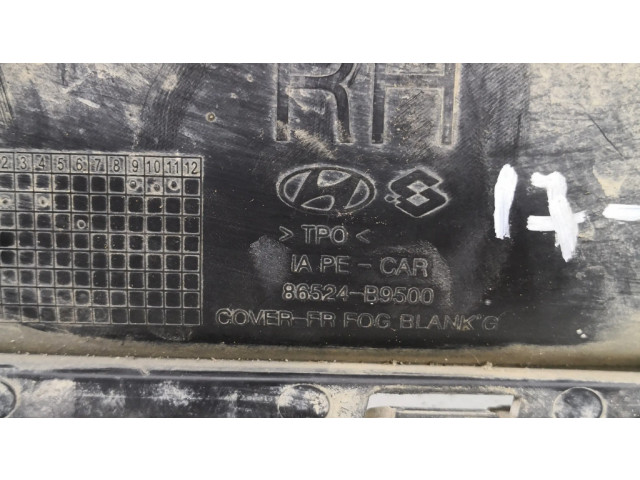 RH
2 3 4 5 6 7 8 9 10 11 12
17-
> TPO <
IA PE - CAR
86524-B9500
COVER-FR FOG BLANK'G